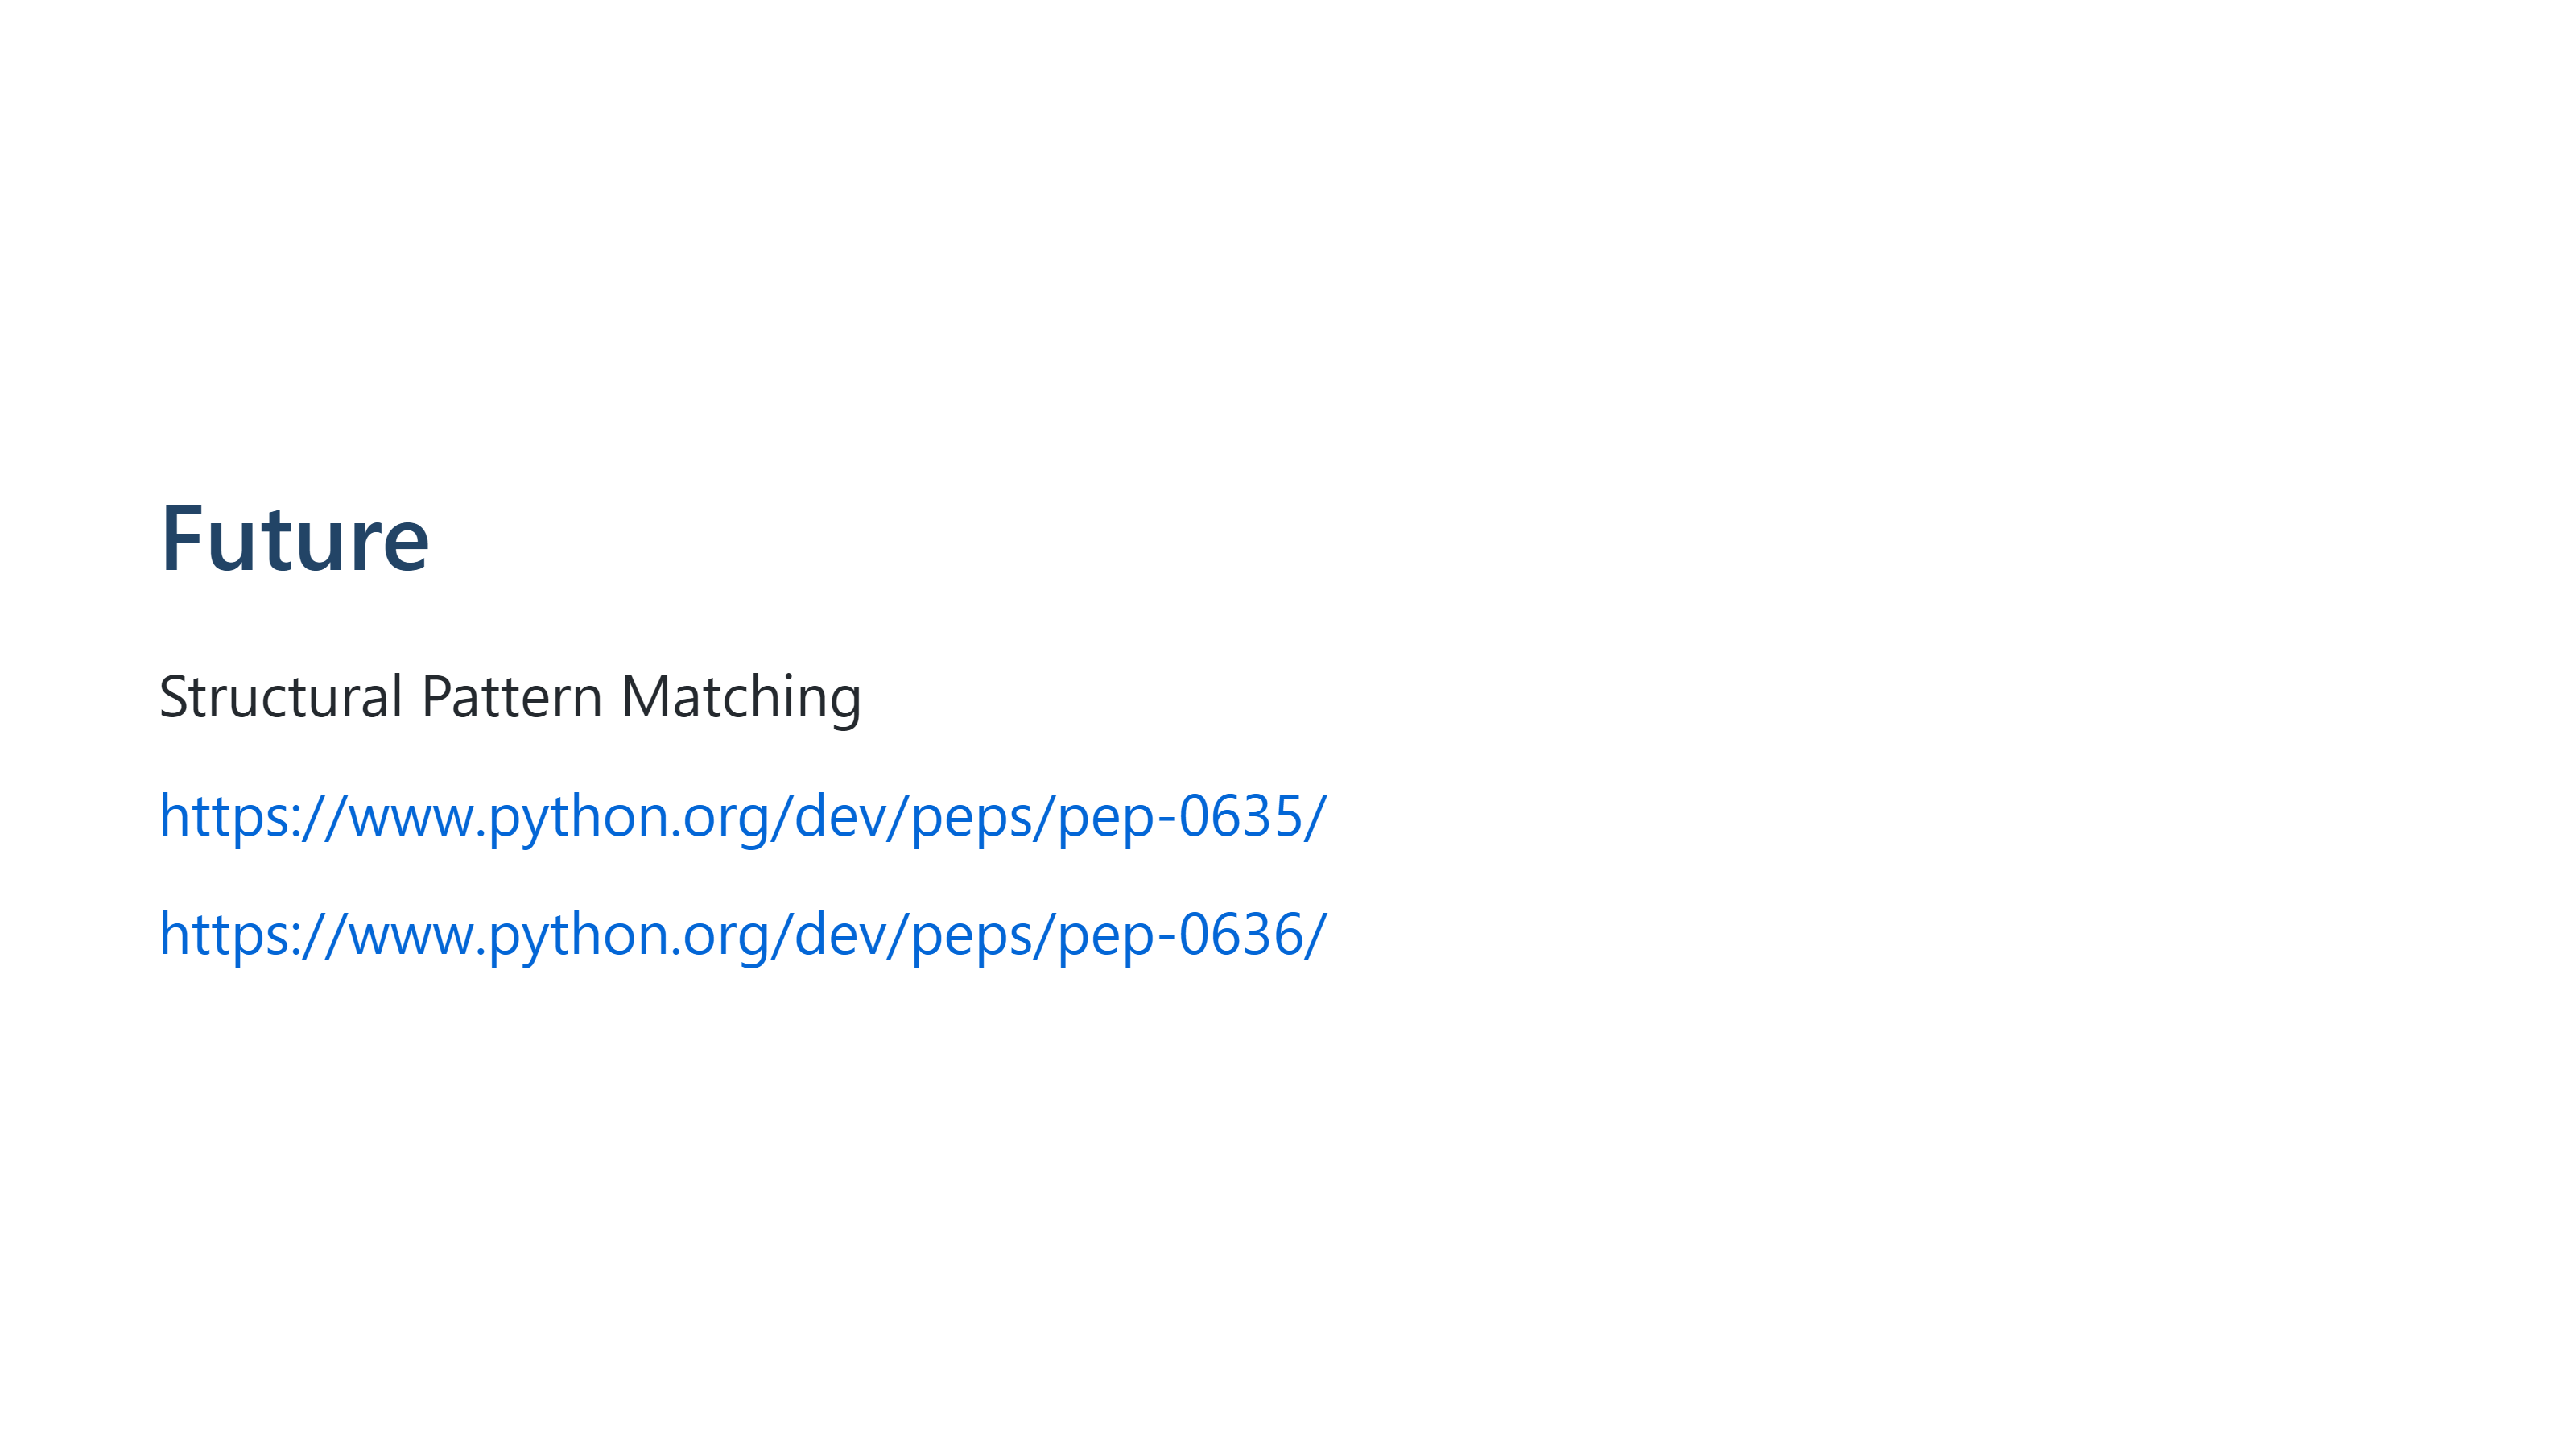 Future
Structural Pattern Matching
https://www.python.org/dev/peps/pep-0635/
https://www.python.org/dev/peps/pep-0636/